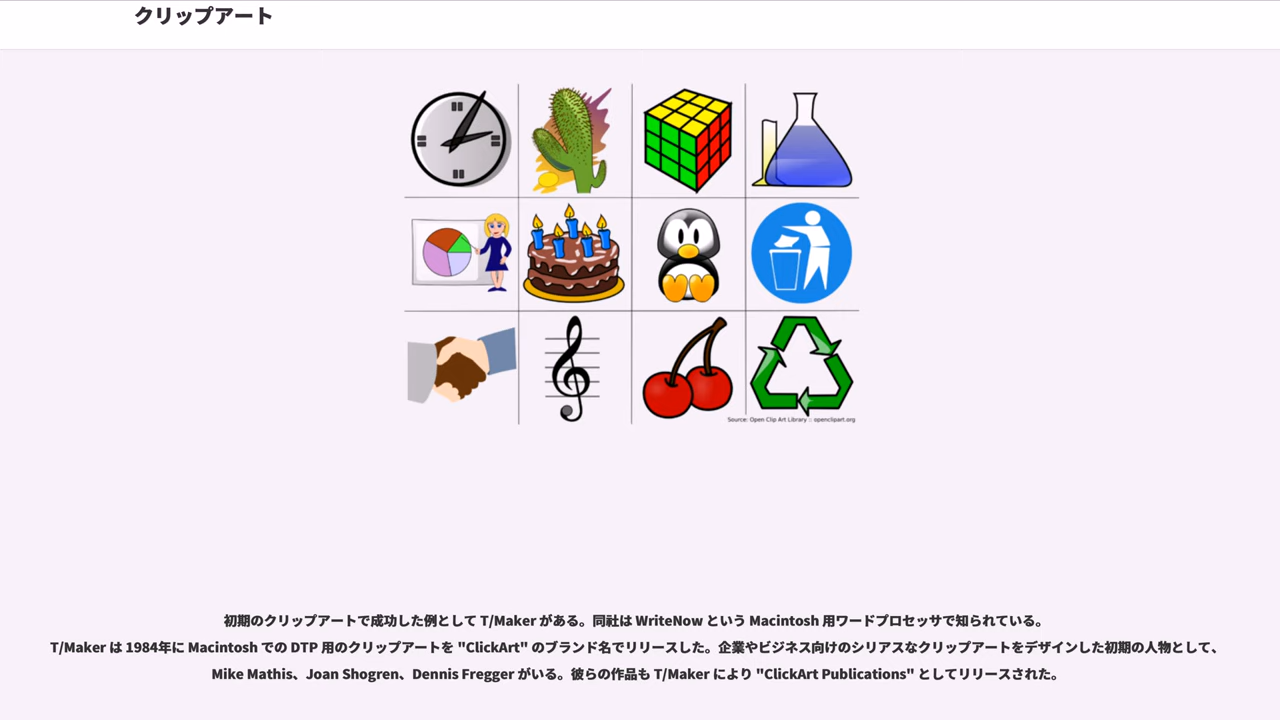 クリップアート
Source: Open Clip Art Library :: openclipart.org
初期のクリップアートで成功した例として T/Maker がある。同社は WriteNow という Macintosh 用ワードプロセッサで知られている。
T/Maker は 1984年に Macintosh での DTP 用のクリップアートを "ClickArt" のブランド名でリリースした。企業やビジネス向けのシリアスなクリップアートをデザインした初期の人物として、
Mike Mathis、Joan Shogren、Dennis Fregger がいる。彼らの作品も T/Maker により "ClickArt Publications" としてリリースされた。